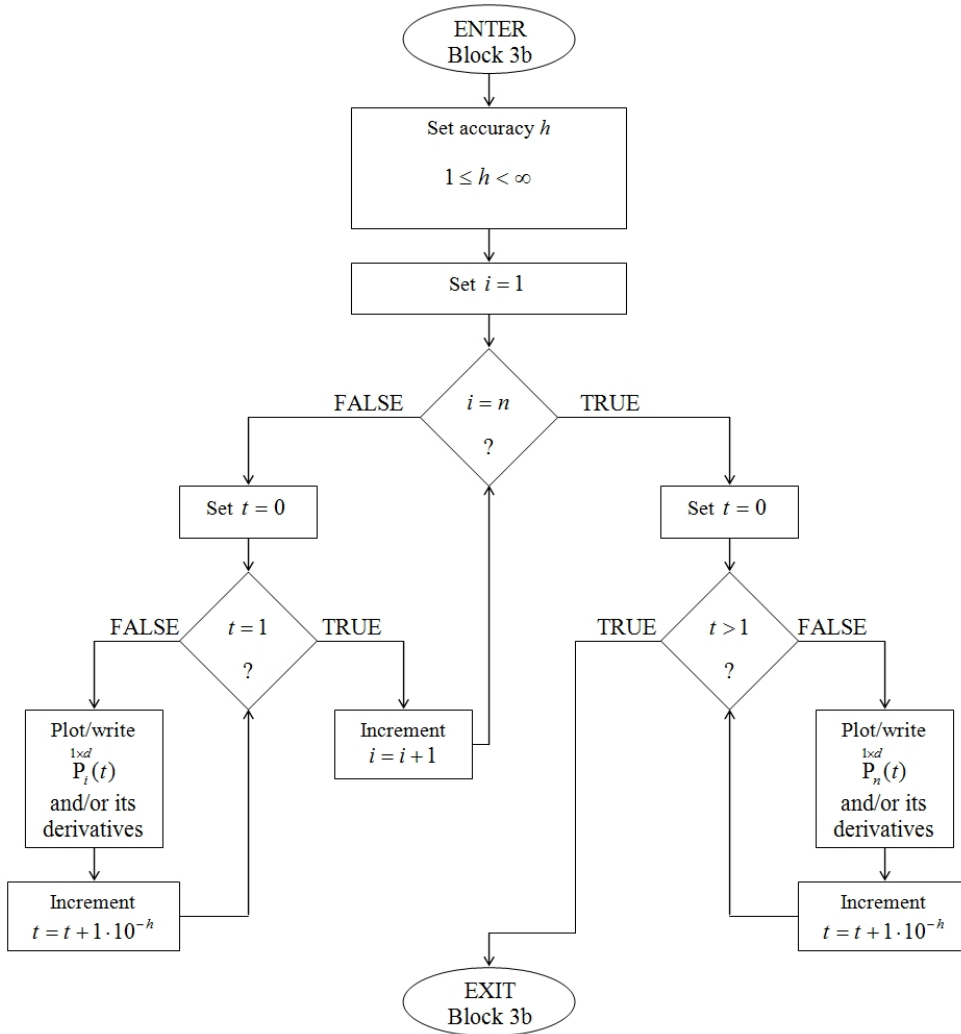 ENTER
Block 3b
Set accuracy h
1 ≤ h < ∞
Set i = 1
FALSE
i = n
?
TRUE
Set t = 0
Set t = 0
FALSE
t = 1
?
TRUE
TRUE
t > 1
?
FALSE
Plot/write
1×d
P_i(t)
and/or its
derivatives
Increment
i = i + 1
Plot/write
1×d
P_n(t)
and/or its
derivatives
Increment
t = t + 1·10^{-h}
Increment
t = t + 1·10^{-h}
EXIT
Block 3b